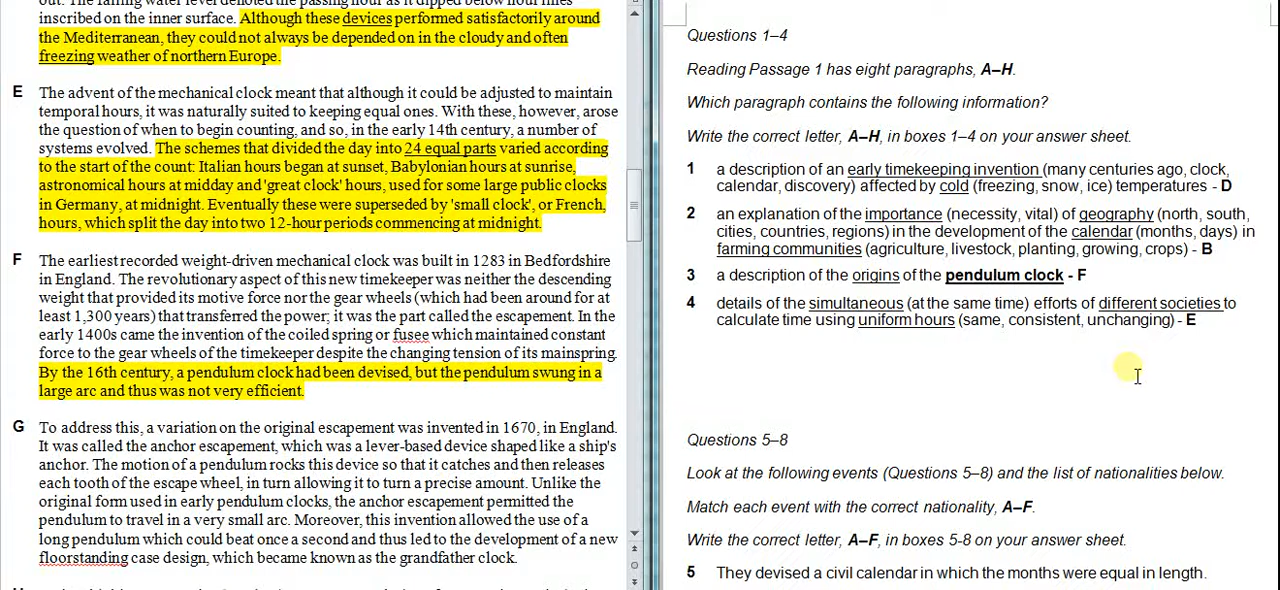 out. The falling water level denoted the passing hour as it dipped below hour lines
inscribed on the inner surface. Although these devices performed satisfactorily around
the Mediterranean, they could not always be depended on in the cloudy and often
freezing weather of northern Europe.
E The advent of the mechanical clock meant that although it could be adjusted to maintain
temporal hours, it was naturally suited to keeping equal ones. With these, however, arose
the question of when to begin counting, and so, in the early 14th century, a number of
systems evolved. The schemes that divided the day into 24 equal parts varied according
to the start of the count: Italian hours began at sunset, Babylonian hours at sunrise,
astronomical hours at midday and 'great clock' hours, used for some large public clocks
in Germany, at midnight. Eventually these were superseded by 'small clock', or French,
hours, which split the day into two 12-hour periods commencing at midnight.
F The earliest recorded weight-driven mechanical clock was built in 1283 in Bedfordshire
in England. The revolutionary aspect of this new timekeeper was neither the descending
weight that provided its motive force nor the gear wheels (which had been around for at
least 1,300 years) that transferred the power; it was the part called the escapement. In the
early 1400s came the invention of the coiled spring or fusee which maintained constant
force to the gear wheels of the timekeeper despite the changing tension of its mainspring.
By the 16th century, a pendulum clock had been devised, but the pendulum swung in a
large arc and thus was not very efficient.
G To address this, a variation on the original escapement was invented in 1670, in England.
It was called the anchor escapement, which was a lever-based device shaped like a ship's
anchor. The motion of a pendulum rocks this device so that it catches and then releases
each tooth of the escape wheel, in turn allowing it to turn a precise amount. Unlike the
original form used in early pendulum clocks, the anchor escapement permitted the
pendulum to travel in a very small arc. Moreover, this invention allowed the use of a
long pendulum which could beat once a second and thus led to the development of a new
floorstanding case design, which became known as the grandfather clock.
Questions 1–4
Reading Passage 1 has eight paragraphs, A–H.
Which paragraph contains the following information?
Write the correct letter, A–H, in boxes 1–4 on your answer sheet.
1 a description of an early timekeeping invention (many centuries ago, clock,
calendar, discovery) affected by cold (freezing, snow, ice) temperatures - D
2 an explanation of the importance (necessity, vital) of geography (north, south,
cities, countries, regions) in the development of the calendar (months, days) in
farming communities (agriculture, livestock, planting, growing, crops) - B
3 a description of the origins of the pendulum clock - F
4 details of the simultaneous (at the same time) efforts of different societies to
calculate time using uniform hours (same, consistent, unchanging) - E
Questions 5–8
Look at the following events (Questions 5–8) and the list of nationalities below.
Match each event with the correct nationality, A–F.
Write the correct letter, A–F, in boxes 5-8 on your answer sheet.
5 They devised a civil calendar in which the months were equal in length.